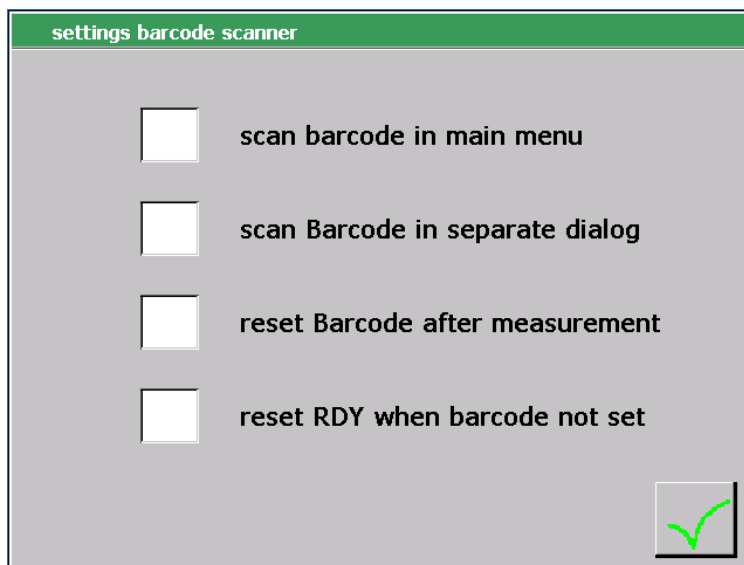 settings barcode scanner
scan barcode in main menu
scan Barcode in separate dialog
reset Barcode after measurement
reset RDY when barcode not set